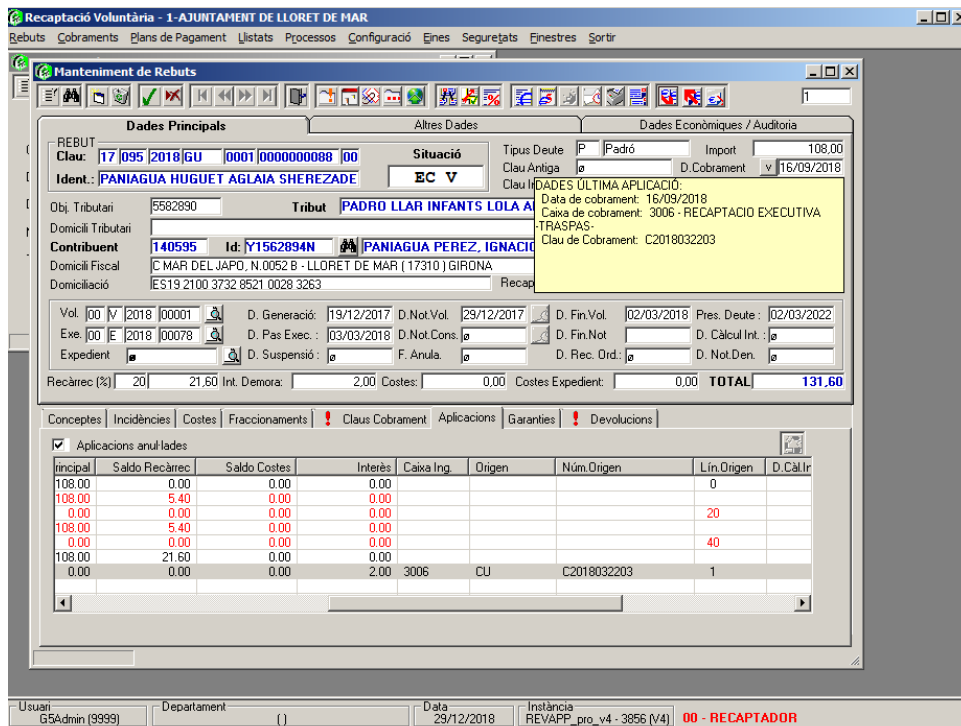 Recaptació Voluntària - 1-AJUNTAMENT DE LLORET DE MAR
Rebuts Cobraments Plans de Pagament Llistats Processos Configuració Eines Seguretats Finestres Sortir
Manteniment de Rebuts
1
Dades Principals Altres Dades Dades Econòmiques / Auditoria
REBUT
Clau: 17 095 2018 GU 0001 0000000088 00 Situació
Ident.: PANIAGUA HUGUET AGLAIA SHEREZADE EC V
Tipus Deute P Padró Import 108,00
Clau Antiga ø D.Cobrament v 16/09/2018
Clau In
DADES ÚLTIMA APLICACIÓ:
Data de cobrament: 16/09/2018
Caixa de cobrament: 3006 - RECAPTACIO EXECUTIVA
-TRASPAS-
Clau de Cobrament: C2018032203
Obj. Tributari 5582890 Tribut PADRO LLAR INFANTS LOLA A
Domicili Tributari
Contribuent 140595 Id: Y1562894N PANIAGUA PEREZ, IGNACIO
Domicili Fiscal C MAR DEL JAPO, N.0052 B - LLORET DE MAR ( 17310 ) GIRONA
Domiciliació ES19 2100 3732 8521 0028 3263 Recap
Vol. 00 V 2018 00001 D. Generació: 19/12/2017 D.Not.Vol. 29/12/2017 D. Fin.Vol. 02/03/2018 Pres. Deute : 02/03/2022
Exe. 00 E 2018 00078 D. Pas Exec. : 03/03/2018 D.Not.Cons. ø D. Fin.Not D. Càlcul Int. : ø
Expedient ø D. Suspensió : ø F. Anula. ø D. Rec. Ord.: ø D. Not.Den. ø
Recàrrec (%) 20 21,60 Int. Demora: 2,00 Costes: 0,00 Costes Expedient: 0,00 TOTAL 131,60
Conceptes Incidències Costes Fraccionaments Claus Cobrament Aplicacions Garanties Devolucions
Aplicacions anul·lades
rincipal Saldo Recàrrec Saldo Costes Interès Caixa Ing. Origen Núm.Origen Lín.Origen D.Càl.Ir
108.00 0.00 0.00 0.00 0
108.00 5.40 0.00 0.00
0.00 0.00 0.00 0.00 20
108.00 5.40 0.00 0.00
0.00 0.00 0.00 0.00 40
108.00 21.60 0.00 0.00
0.00 0.00 0.00 2.00 3006 CU C2018032203 1
Usuari Departament Data Instància
G5Admin (9999) ( ) 29/12/2018 REVAPP_pro_v4 - 3856 (V4) 00 - RECAPTADOR